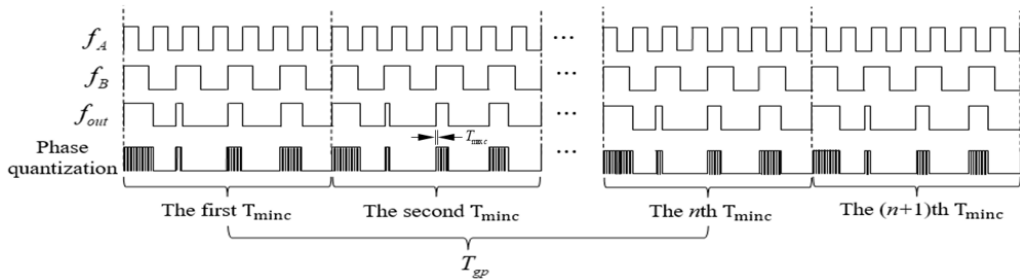 f_A
...
f_B
...
f_out
T_minc
Phase quantization
...
The first T_minc
The second T_minc
The nth T_minc
The (n+1)th T_minc
T_gp